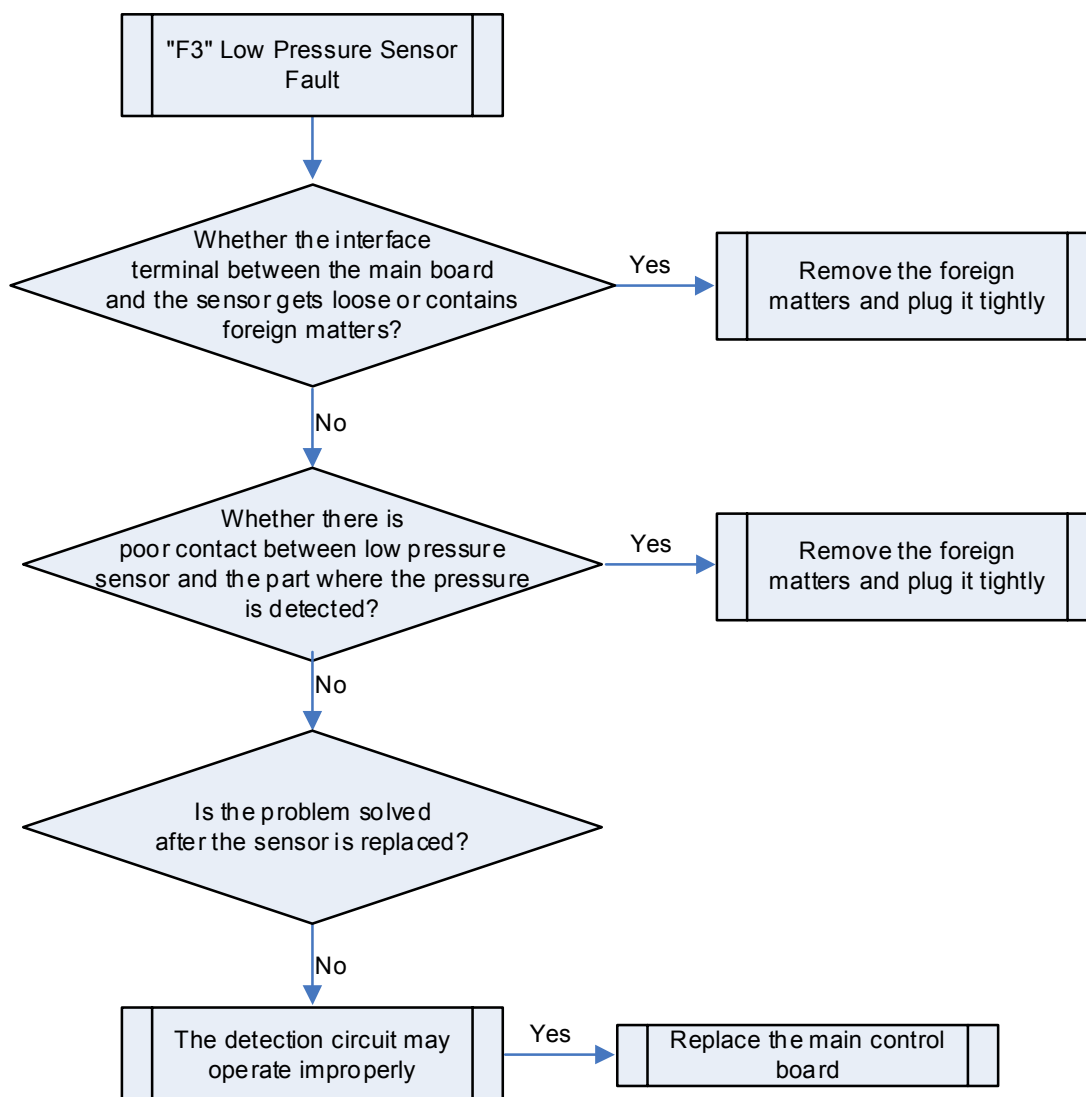 "F3" Low Pressure Sensor
Fault
Whether the interface
terminal between the main board
and the sensor gets loose or contains
foreign matters?
Yes
Remove the foreign
matters and plug it tightly
No
Whether there is
poor contact between low pressure
sensor and the part where the pressure
is detected?
Yes
Remove the foreign
matters and plug it tightly
No
Is the problem solved
after the sensor is replaced?
No
The detection circuit may
operate improperly
Yes
Replace the main control
board